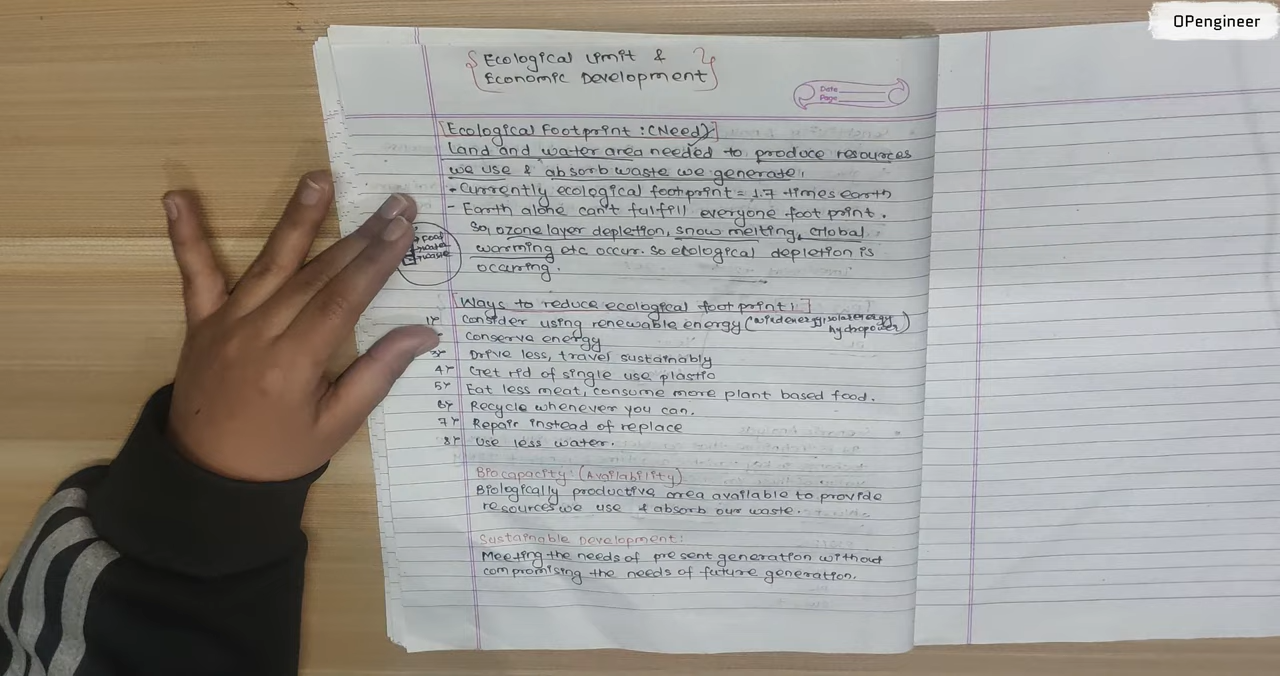 OPengineer
Ecological Limit &
Economic Development
Date
Page
Ecological Footprint : (Need)
Land and water area needed to produce resources
we use & absorb waste we generate.
- Currently ecological footprint = 1.7 times earth
- Earth alone can't fulfill everyone foot print.
so, ozone layer depletion, snow melting, Global
warming etc occur. so ecological depletion is
occuring.
water
waste
Ways to reduce ecological footprint:
1. Consider using renewable energy (wind energy, solar energy
hydropower)
Conserve energy
3. Drive less, travel sustainably
4. Get rid of single use plastic
5. Eat less meat, consume more plant based food.
6. Recycle whenever you can.
7. Repair instead of replace
8. Use less water.
Biocapacity: (Availability)
Biologically productive area available to provide
resources we use & absorb our waste.
Sustainable Development:
Meeting the needs of present generation without
compromising the needs of future generation.